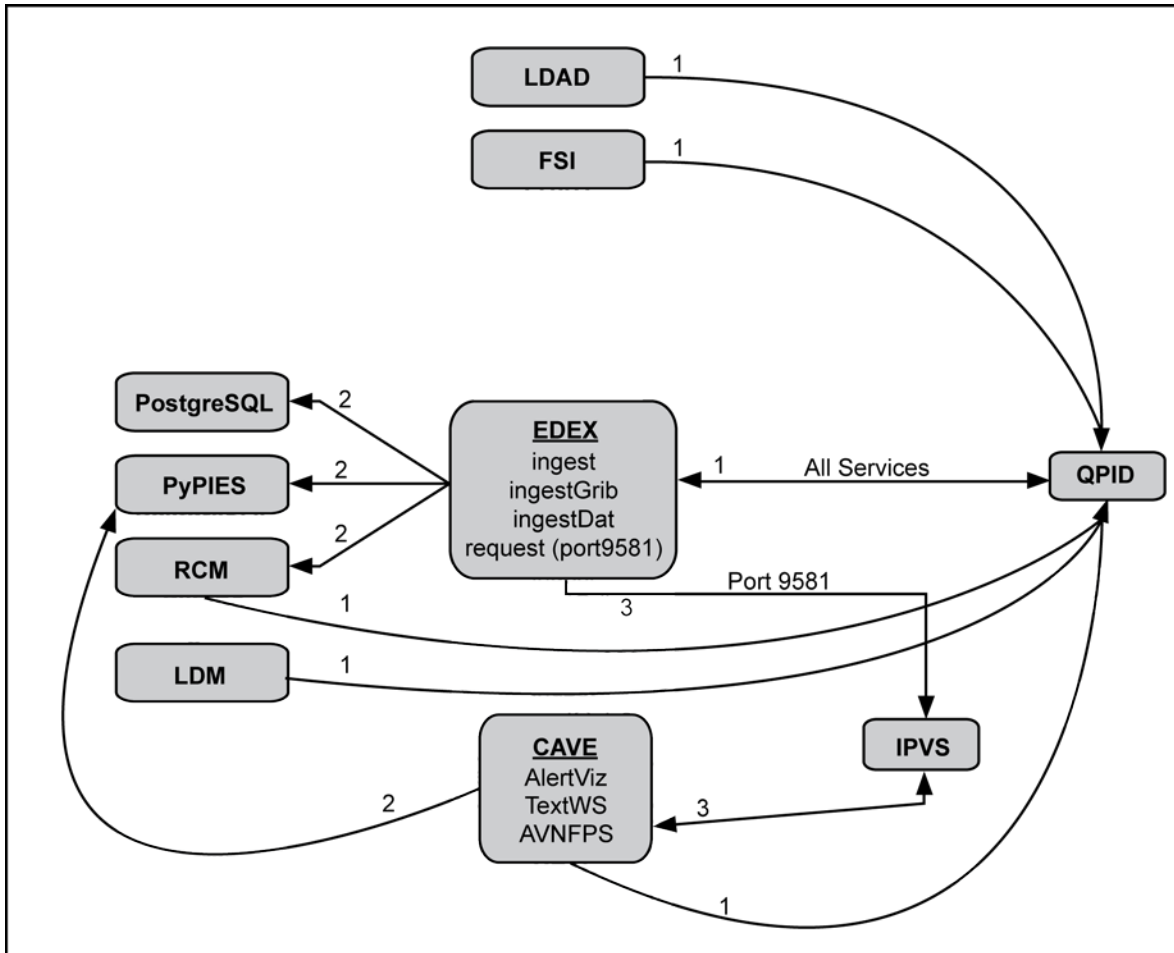 LDAD
1
FSI
1
PostgreSQL
2
PyPIES
2
RCM
2
1
LDM
1
EDEX
ingest
ingestGrib
ingestDat
request (port9581)
1
All Services
QPID
3
Port 9581
IPVS
CAVE
AlertViz
TextWS
AVNFPS
2
3
1